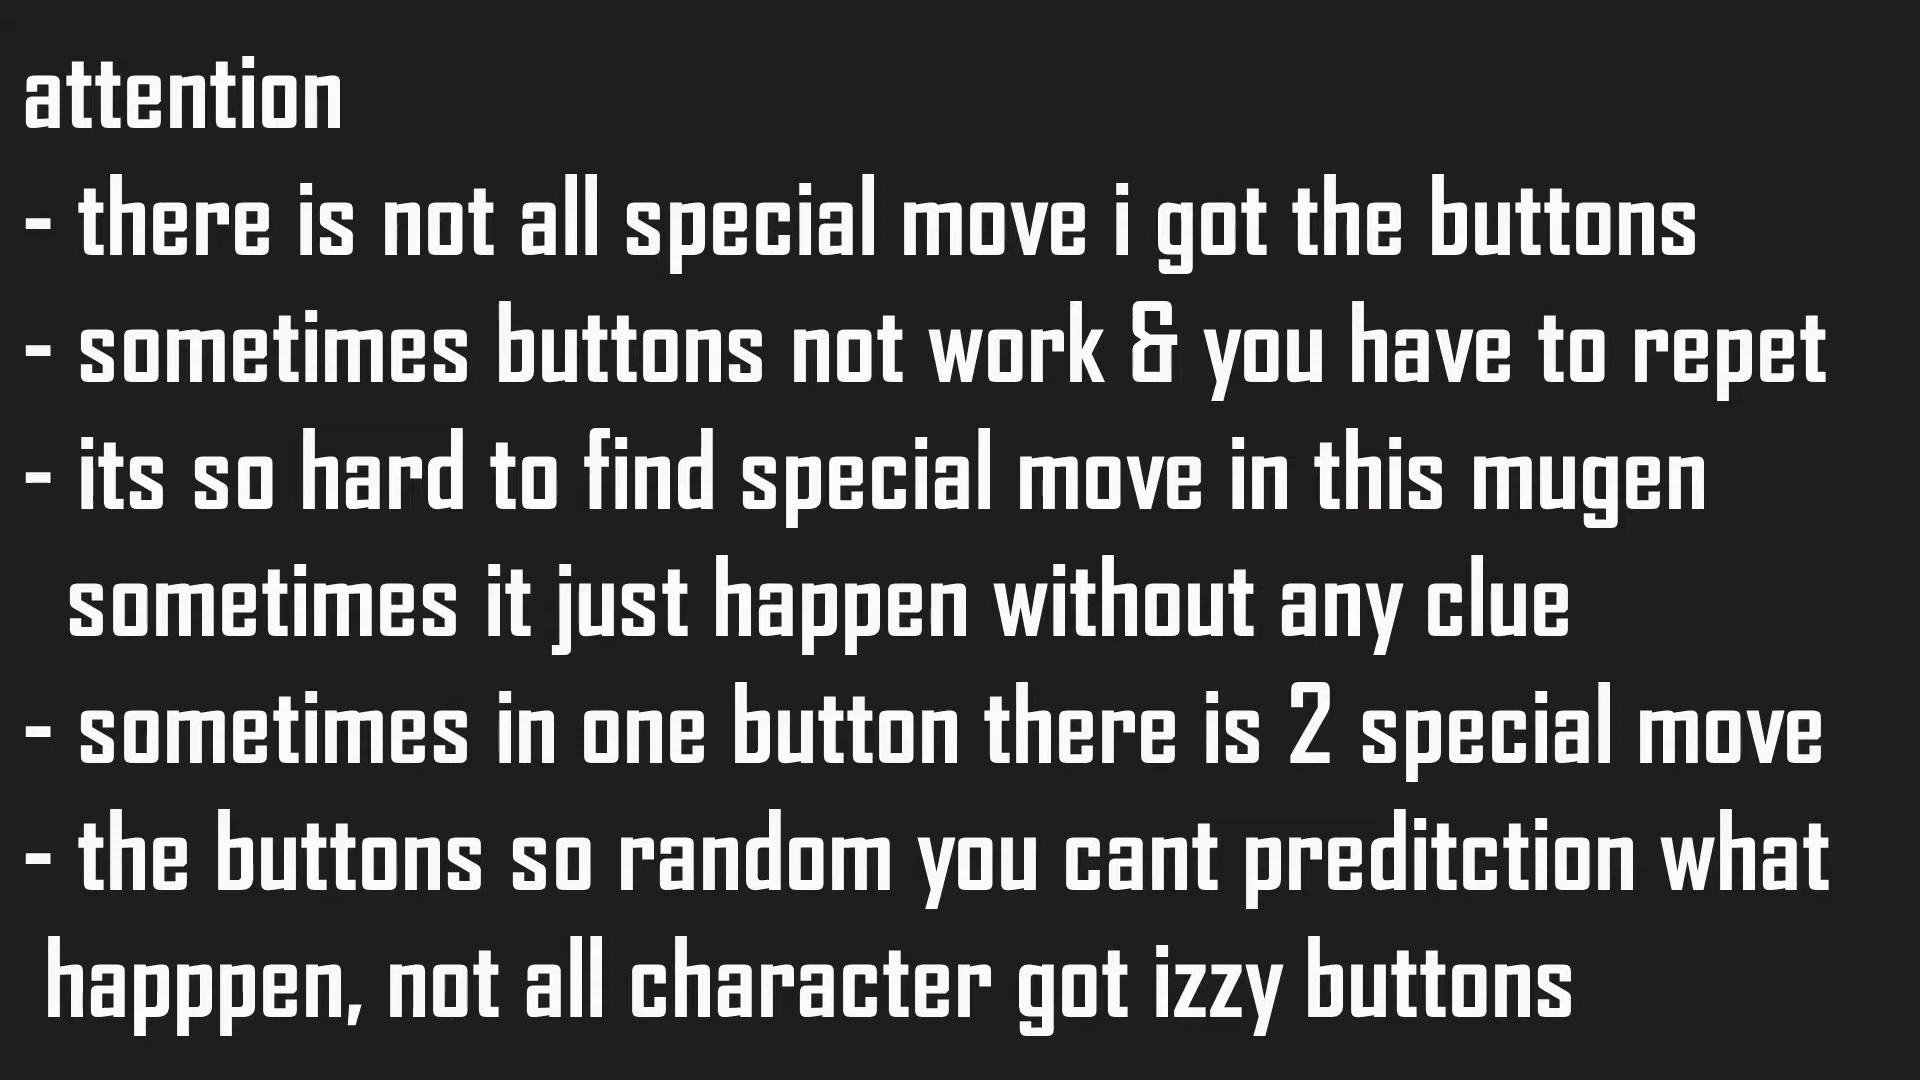 attention
- there is not all special move i got the buttons
- sometimes buttons not work & you have to repet
- its so hard to find special move in this mugen
sometimes it just happen without any clue
- sometimes in one button there is 2 special move
- the buttons so random you cant preditction what
happpen, not all character got izzy buttons